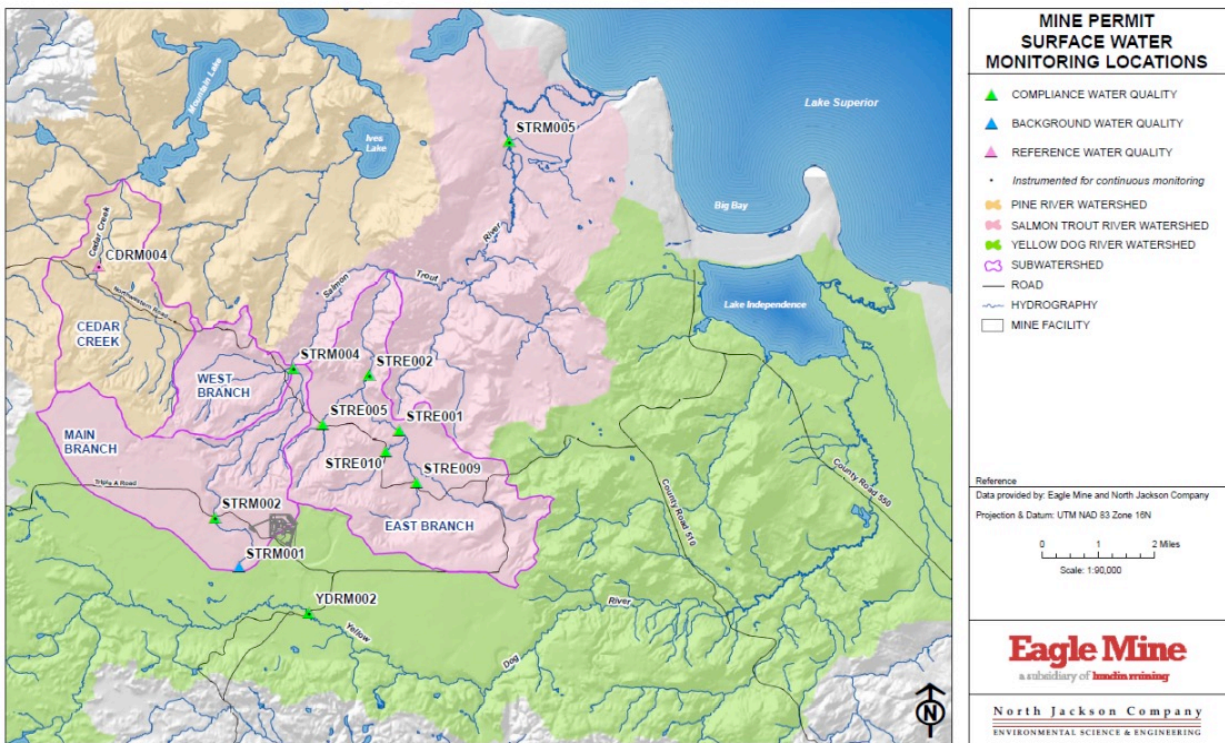 MINE PERMIT
SURFACE WATER
MONITORING LOCATIONS
COMPLIANCE WATER QUALITY
BACKGROUND WATER QUALITY
REFERENCE WATER QUALITY
Instrumented for continuous monitoring
PINE RIVER WATERSHED
SALMON TROUT RIVER WATERSHED
YELLOW DOG RIVER WATERSHED
SUBWATERSHED
ROAD
HYDROGRAPHY
MINE FACILITY
Reference
Data provided by: Eagle Mine and North Jackson Company
Projection & Datum: UTM NAD 83 Zone 16N
0 1 2 Miles
Scale: 1:90,000
Eagle Mine
a subsidiary of lundin mining
North Jackson Company
ENVIRONMENTAL SCIENCE & ENGINEERING
Mountain Lake
Ives
Lake
Lake Superior
STRM005
Big Bay
River
Cedar Creek
CDRM004
Salmon
Trout
Northwestern Road
Lake Independence
CEDAR
CREEK
WEST
BRANCH
STRM004
STRE002
STRE005
STRE001
MAIN
BRANCH
STRE010
STRE009
Triple A Road
STRM002
EAST BRANCH
County Road 510
County Road 550
STRM001
YDRM002
Yellow
Dog
River
N